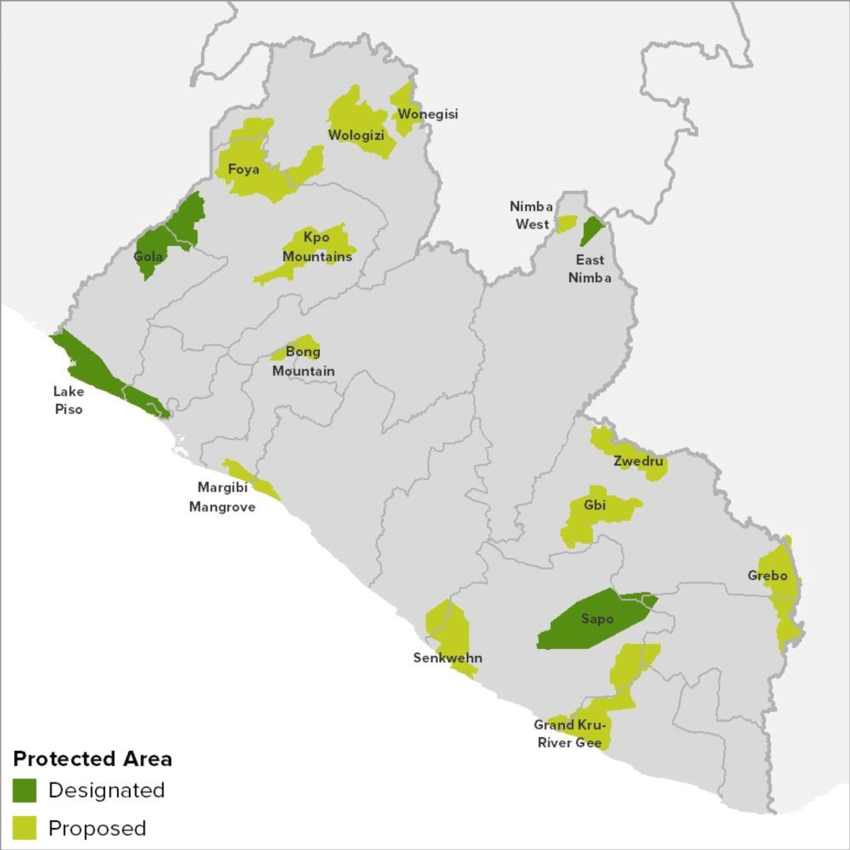 Wonegisi
Wologizi
Foya
Nimba
West
Kpo
Mountains
Gola
East
Nimba
Bong
Mountain
Lake
Piso
Zwedru
Margibi
Mangrove
Gbi
Grebo
Sapo
Senkwehn
Grand Kru-
River Gee
Protected Area
Designated
Proposed